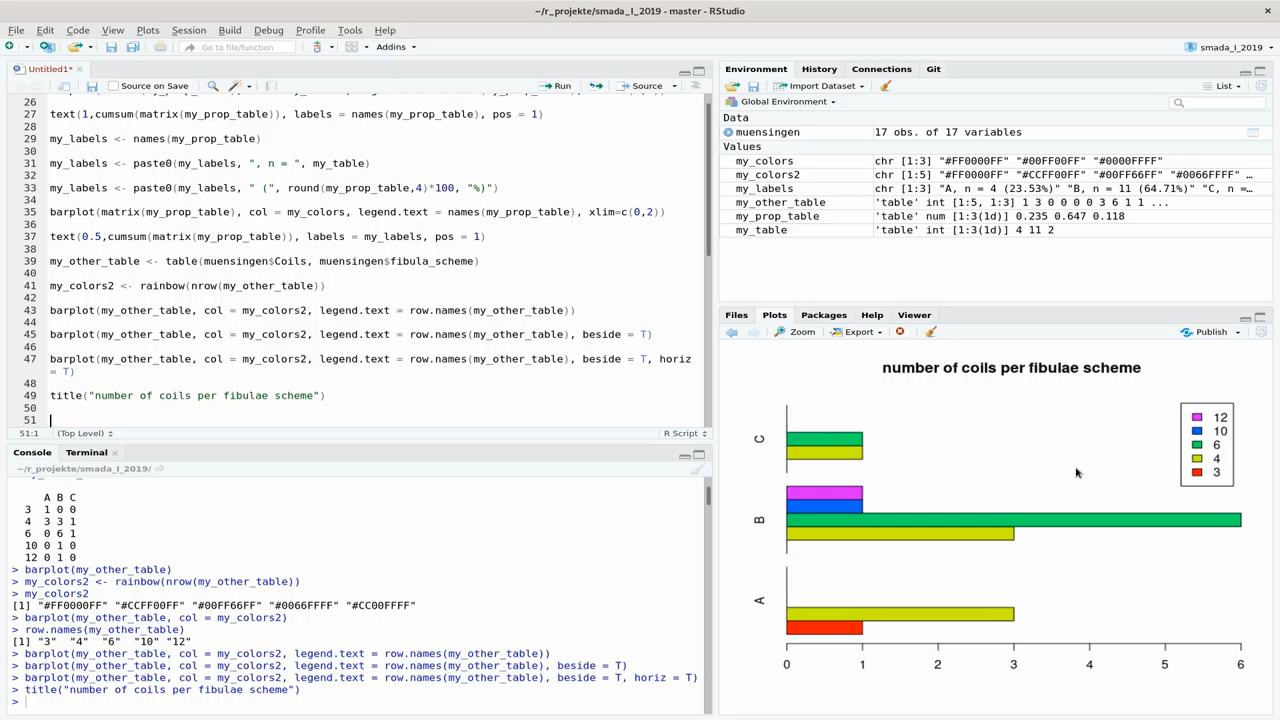 ~/r_projekte/smada_I_2019 - master - RStudio
File Edit Code View Plots Session Build Debug Profile Tools Help
Go to file/function Addins smada_I_2019
Untitled1*
Source on Save Run Source
26
27 text(1,cumsum(matrix(my_prop_table)), labels = names(my_prop_table), pos = 1)
28
29 my_labels <- names(my_prop_table)
30
31 my_labels <- paste0(my_labels, ", n = ", my_table)
32
33 my_labels <- paste0(my_labels, " (", round(my_prop_table,4)*100, "%)")
34
35 barplot(matrix(my_prop_table), col = my_colors, legend.text = names(my_prop_table), xlim=c(0,2))
36
37 text(0.5,cumsum(matrix(my_prop_table)), labels = my_labels, pos = 1)
38
39 my_other_table <- table(muensingen$Coils, muensingen$fibula_scheme)
40
41 my_colors2 <- rainbow(nrow(my_other_table))
42
43 barplot(my_other_table, col = my_colors2, legend.text = row.names(my_other_table))
44
45 barplot(my_other_table, col = my_colors2, legend.text = row.names(my_other_table), beside = T)
46
47 barplot(my_other_table, col = my_colors2, legend.text = row.names(my_other_table), beside = T, horiz
= T)
48
49 title("number of coils per fibulae scheme")
50
51
51:1 (Top Level) R Script
Console Terminal
~/r_projekte/smada_I_2019/
A B C
3 1 0 0
4 3 3 1
6 0 6 1
10 0 1 0
12 0 1 0
> barplot(my_other_table)
> my_colors2 <- rainbow(nrow(my_other_table))
> my_colors2
[1] "#FF0000FF" "#CCFF00FF" "#00FF66FF" "#0066FFFF" "#CC00FFFF"
> barplot(my_other_table, col = my_colors2)
> row.names(my_other_table)
[1] "3" "4" "6" "10" "12"
> barplot(my_other_table, col = my_colors2, legend.text = row.names(my_other_table))
> barplot(my_other_table, col = my_colors2, legend.text = row.names(my_other_table), beside = T)
> barplot(my_other_table, col = my_colors2, legend.text = row.names(my_other_table), beside = T, horiz = T)
> title("number of coils per fibulae scheme")
>
Environment History Connections Git
Import Dataset List
Global Environment
Data
muensingen 17 obs. of 17 variables
Values
my_colors chr [1:3] "#FF0000FF" "#00FF00FF" "#0000FFFF"
my_colors2 chr [1:5] "#FF0000FF" "#CCFF00FF" "#00FF66FF" "#0066FFFF" …
my_labels chr [1:3] "A, n = 4 (23.53%)" "B, n = 11 (64.71%)" "C, n =…
my_other_table 'table' int [1:5, 1:3] 1 3 0 0 0 0 3 6 1 1 ...
my_prop_table 'table' num [1:3(1d)] 0.235 0.647 0.118
my_table 'table' int [1:3(1d)] 4 11 2
Files Plots Packages Help Viewer
Zoom Export Publish
number of coils per fibulae scheme
12
10
6
4
3
C
B
A
0 1 2 3 4 5 6